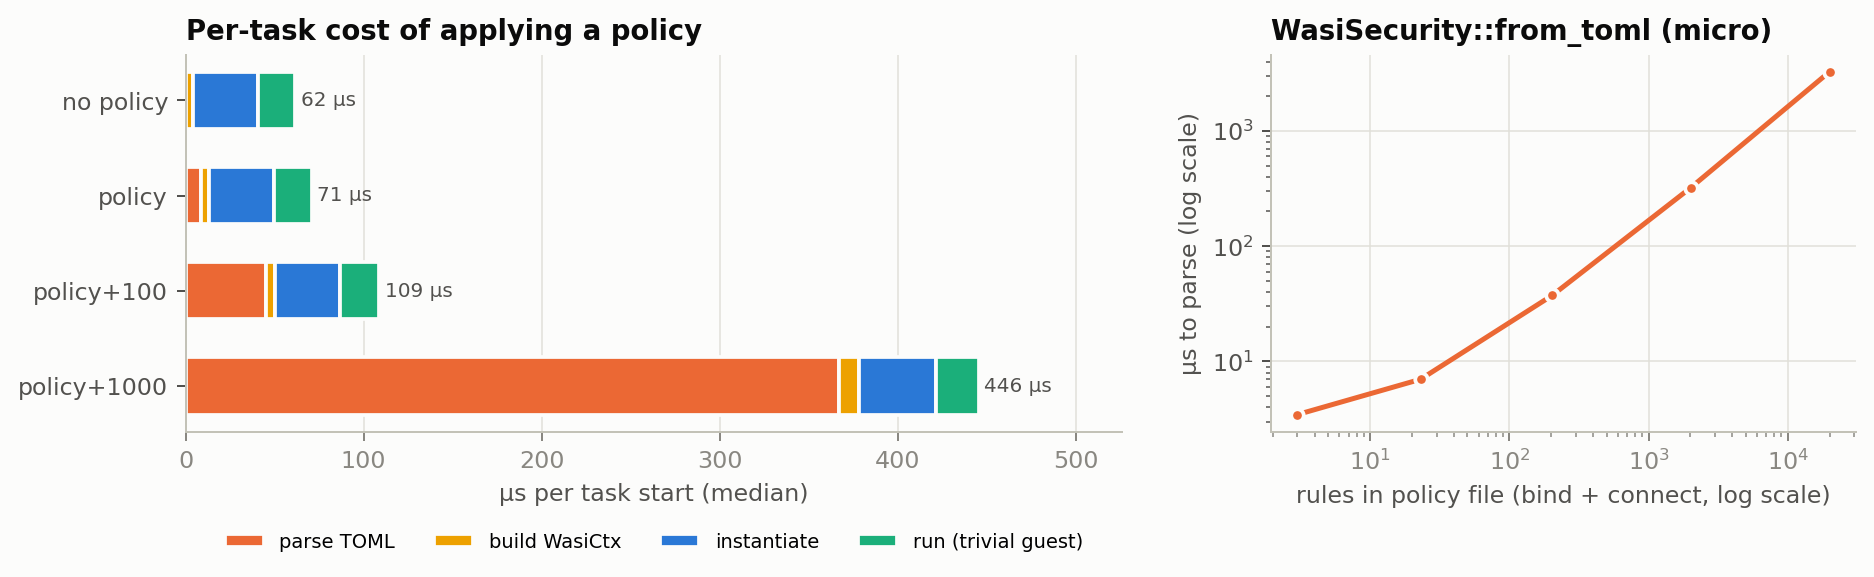 Per-task cost of applying a policy
no policy
62 µs
policy
71 µs
policy+100
109 µs
policy+1000
446 µs
0 100 200 300 400 500
µs per task start (median)
parse TOML build WasiCtx instantiate run (trivial guest)
WasiSecurity::from_toml (micro)
µs to parse (log scale)
10³
10²
10¹
10¹ 10² 10³ 10⁴
rules in policy file (bind + connect, log scale)